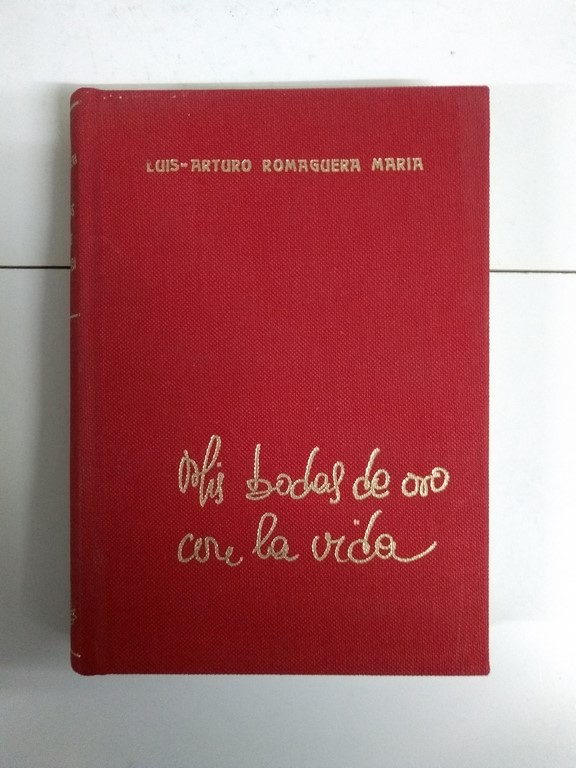 LUIS-ARTURO ROMAGUERA MARIA
Mis bodas de oro
con la vida